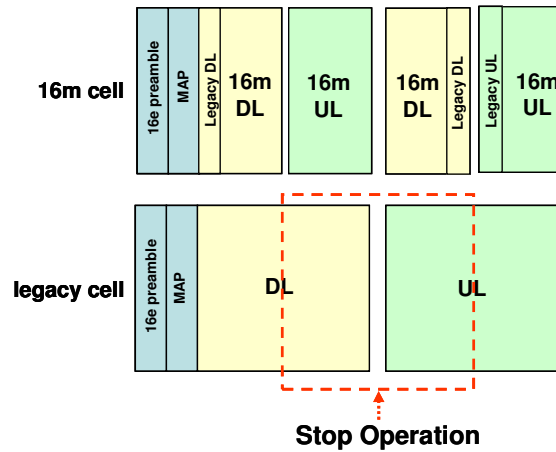 16m cell
16e preamble
MAP
Legacy DL
16m
DL
16m
UL
16m
DL
Legacy DL
Legacy UL
16m
UL
legacy cell
16e preamble
MAP
DL
UL
Stop Operation